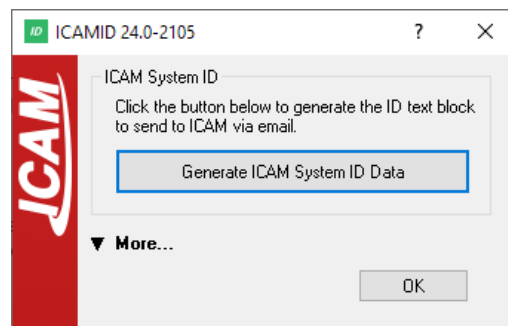 ID ICAMID 24.0-2105 ?
ICAM
ICAM System ID
Click the button below to generate the ID text block
to send to ICAM via email.
Generate ICAM System ID Data
▼ More...
OK